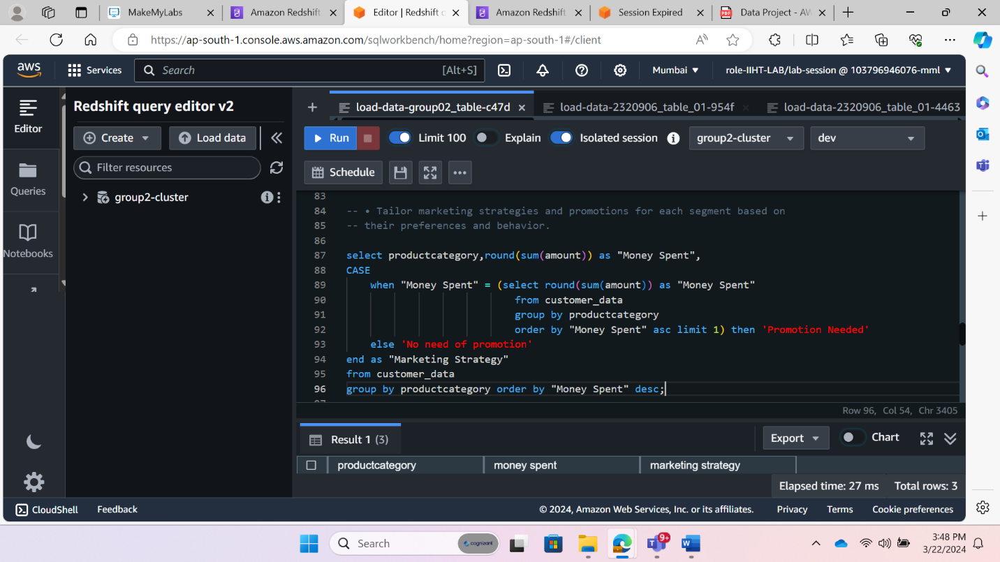 MakeMyLabs
Amazon Redshift
Editor | Redshift
Amazon Redshift
Session Expired
Data Project - AW
https://ap-south-1.console.aws.amazon.com/sqlworkbench/home?region=ap-south-1#/client
aws
Services
Search
[Alt+S]
Mumbai
role-IIHT-LAB/lab-session @ 103796946076-mml
Editor
Queries
Notebooks
Redshift query editor v2
Create
Load data
Filter resources
group2-cluster
load-data-group02_table-c47d
load-data-2320906_table_01-954f
load-data-2320906_table_01-4463
Run
Limit 100
Explain
Isolated session
group2-cluster
dev
Schedule
83
84 -- • Tailor marketing strategies and promotions for each segment based on
85 -- their preferences and behavior.
86
87 select productcategory,round(sum(amount)) as "Money Spent",
88 CASE
89 when "Money Spent" = (select round(sum(amount)) as "Money Spent"
90 from customer_data
91 group by productcategory
92 order by "Money Spent" asc limit 1) then 'Promotion Needed'
93 else 'No need of promotion'
94 end as "Marketing Strategy"
95 from customer_data
96 group by productcategory order by "Money Spent" desc;
Row 96, Col 54, Chr 3405
Result 1 (3)
Export
Chart
productcategory
money spent
marketing strategy
Elapsed time: 27 ms Total rows: 3
CloudShell
Feedback
© 2024, Amazon Web Services, Inc. or its affiliates.
Privacy
Terms
Cookie preferences
Search
cognizant
9+
3:48 PM
3/22/2024